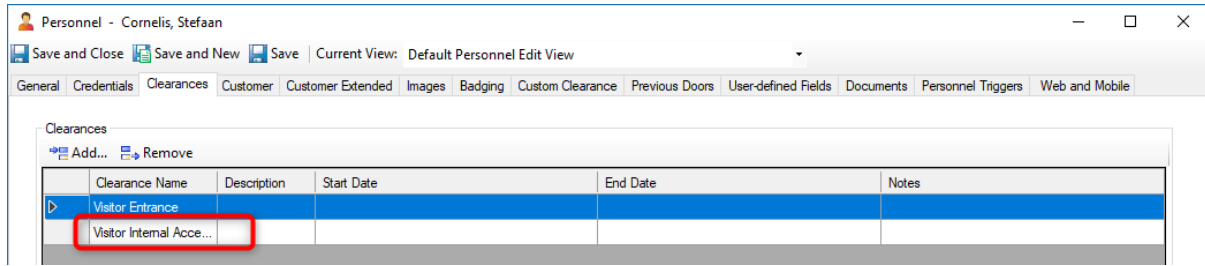 Personnel - Cornelis, Stefaan
Save and Close Save and New Save Current View: Default Personnel Edit View
General Credentials Clearances Customer Customer Extended Images Badging Custom Clearance Previous Doors User-defined Fields Documents Personnel Triggers Web and Mobile
Clearances
Add... Remove
Clearance Name Description Start Date End Date Notes
Visitor Entrance
Visitor Internal Acce...